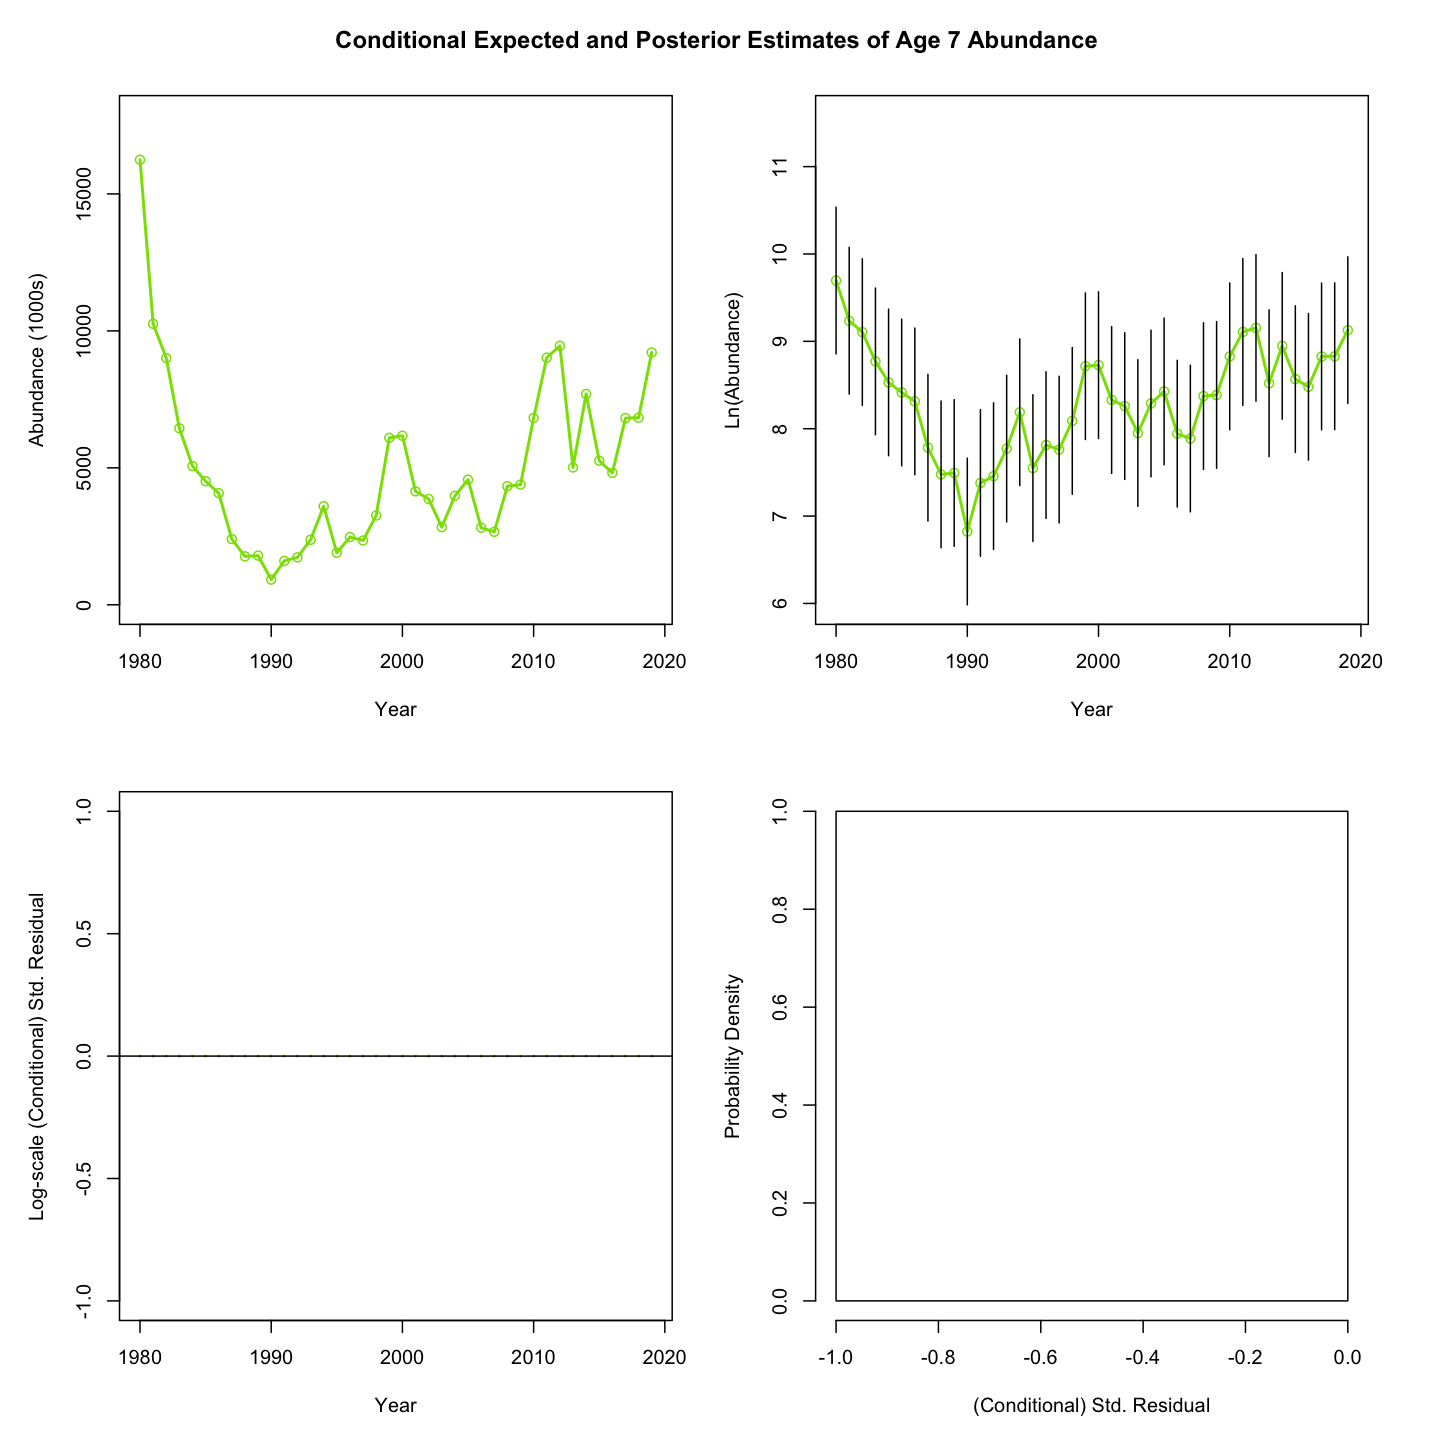 Conditional Expected and Posterior Estimates of Age 7 Abundance
Abundance (1000s)
15000
10000
5000
0
1980 1990 2000 2010 2020
Year
Ln(Abundance)
11
10
9
8
7
6
1980 1990 2000 2010 2020
Year
Log-scale (Conditional) Std. Residual
1.0
0.5
0.0
-0.5
-1.0
1980 1990 2000 2010 2020
Year
Probability Density
1.0
0.8
0.6
0.4
0.2
0.0
-1.0 -0.8 -0.6 -0.4 -0.2 0.0
(Conditional) Std. Residual